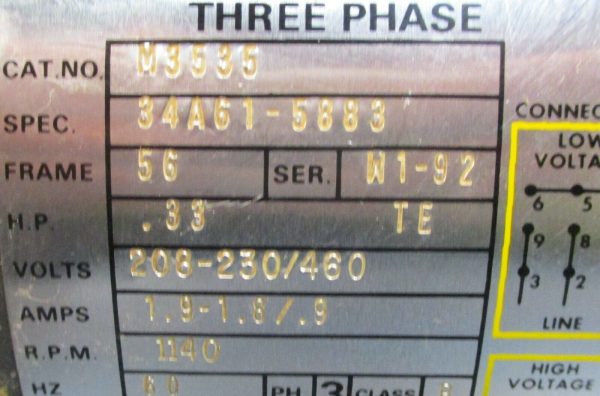 THREE PHASE
CAT.NO. M3535
SPEC. 34A61-5883
FRAME 56 SER. W1-92
H.P. .33 TE
VOLTS 208-230/460
AMPS 1.9-1.8/.9
R.P.M. 1140
HZ 60 PH 3 CLASS
CONNEC
LOW
VOLTA
6 5
9 8
3 2
LINE
HIGH
VOLTAGE